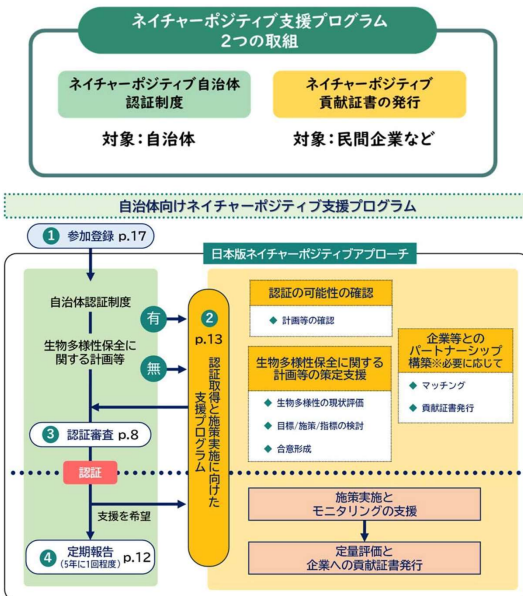 ネイチャーポジティブ支援プログラム
2つの取組
ネイチャーポジティブ自治体
認証制度
対象：自治体
ネイチャーポジティブ
貢献証書の発行
対象：民間企業など
自治体向けネイチャーポジティブ支援プログラム
1 参加登録 p.17
日本版ネイチャーポジティブアプローチ
自治体認証制度
生物多様性保全に
関する計画等
有
無
2
p.13
認証取得と施策実施に向けた
支援プログラム
認証の可能性の確認
◆ 計画等の確認
生物多様性保全に関する
計画等の策定支援
◆ 生物多様性の現状評価
◆ 目標/施策/指標の検討
◆ 合意形成
企業等との
パートナーシップ
構築※必要に応じて
◆ マッチング
◆ 貢献証書発行
3 認証審査 p.8
認証
支援を希望
4 定期報告 p.12
(5年に1回程度)
施策実施と
モニタリングの支援
定量評価と
企業への貢献証書発行